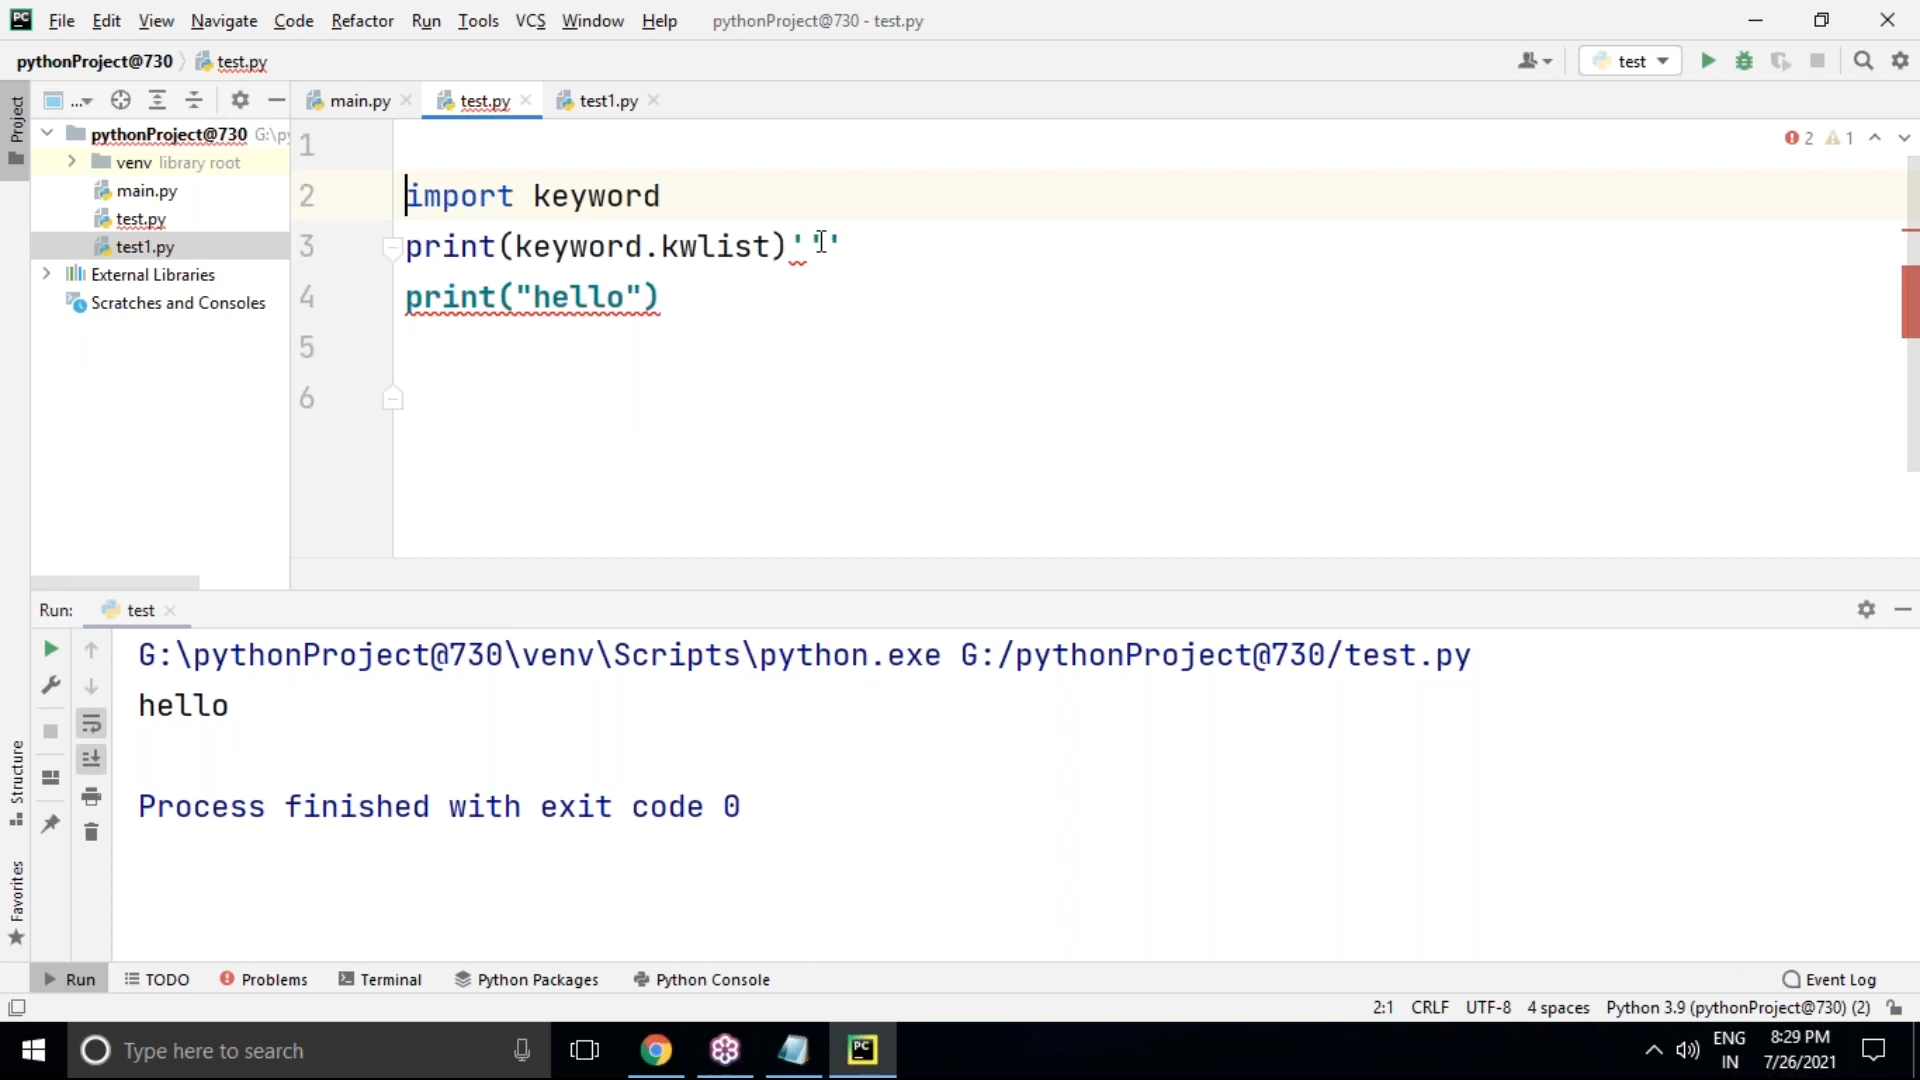 PC File Edit View Navigate Code Refactor Run Tools VCS Window Help pythonProject@730 - test.py
pythonProject@730 test.py test
Project ... main.py test.py test1.py
pythonProject@730 G:\py
venv library root
main.py
test.py
test1.py
External Libraries
Scratches and Consoles
2 1
1
2 import keyword
3 print(keyword.kwlist)'''
4 print("hello")
5
6
Run: test
G:\pythonProject@730\venv\Scripts\python.exe G:/pythonProject@730/test.py
hello
Process finished with exit code 0
Structure
Favorites
Run TODO Problems Terminal Python Packages Python Console Event Log
2:1 CRLF UTF-8 4 spaces Python 3.9 (pythonProject@730) (2)
Type here to search PC ENG 8:29 PM
IN 7/26/2021